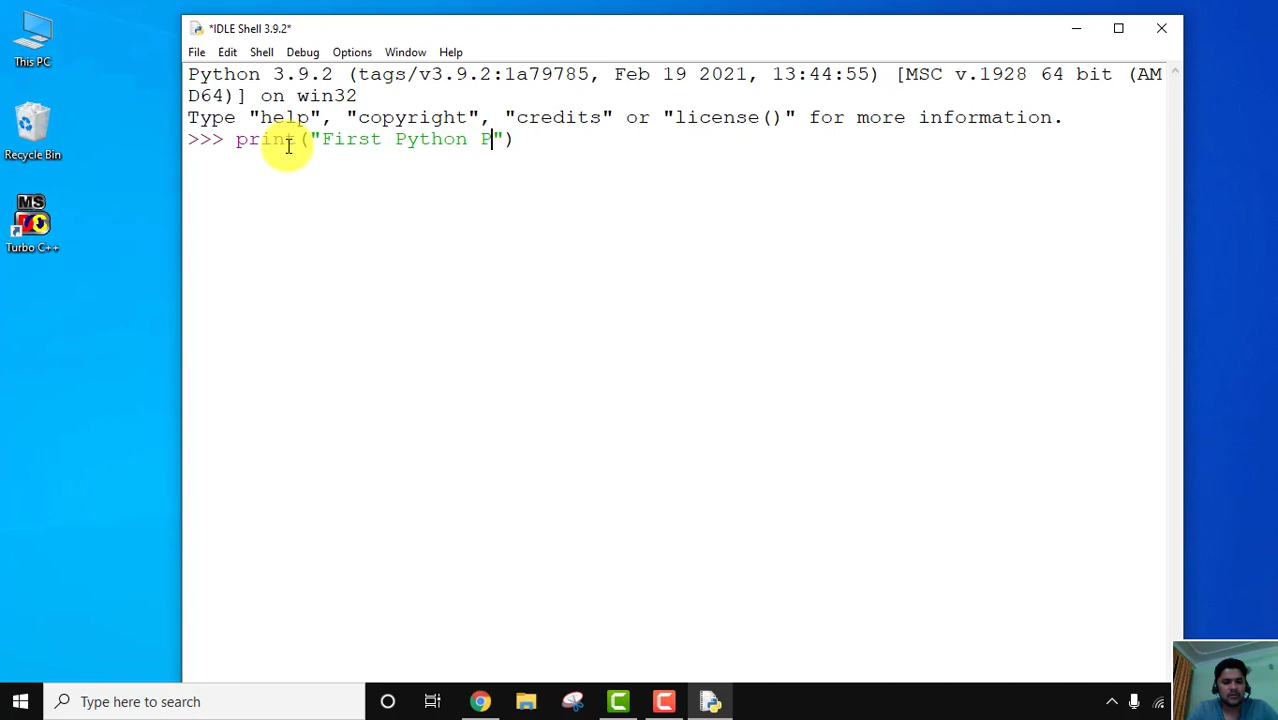 *IDLE Shell 3.9.2*
File Edit Shell Debug Options Window Help
Python 3.9.2 (tags/v3.9.2:1a79785, Feb 19 2021, 13:44:55) [MSC v.1928 64 bit (AM
D64)] on win32
Type "help", "copyright", "credits" or "license()" for more information.
>>> print("First Python P")
This PC
Recycle Bin
MS
Turbo C++
Type here to search